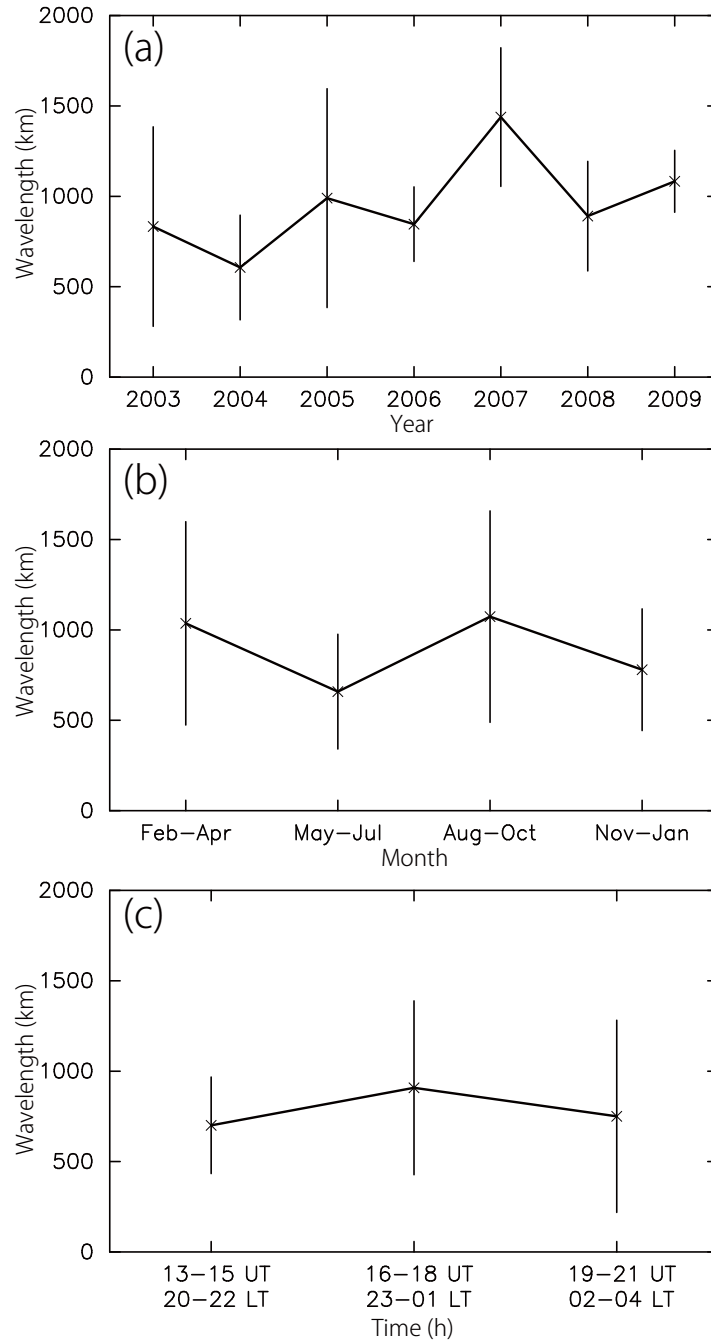 (a)
2000
1500
1000
500
0
Wavelength (km)
2003 2004 2005 2006 2007 2008 2009
Year
(b)
2000
1500
1000
500
0
Wavelength (km)
Feb-Apr May-Jul Aug-Oct Nov-Jan
Month
(c)
2000
1500
1000
500
0
Wavelength (km)
13-15 UT 16-18 UT 19-21 UT
20-22 LT 23-01 LT 02-04 LT
Time (h)